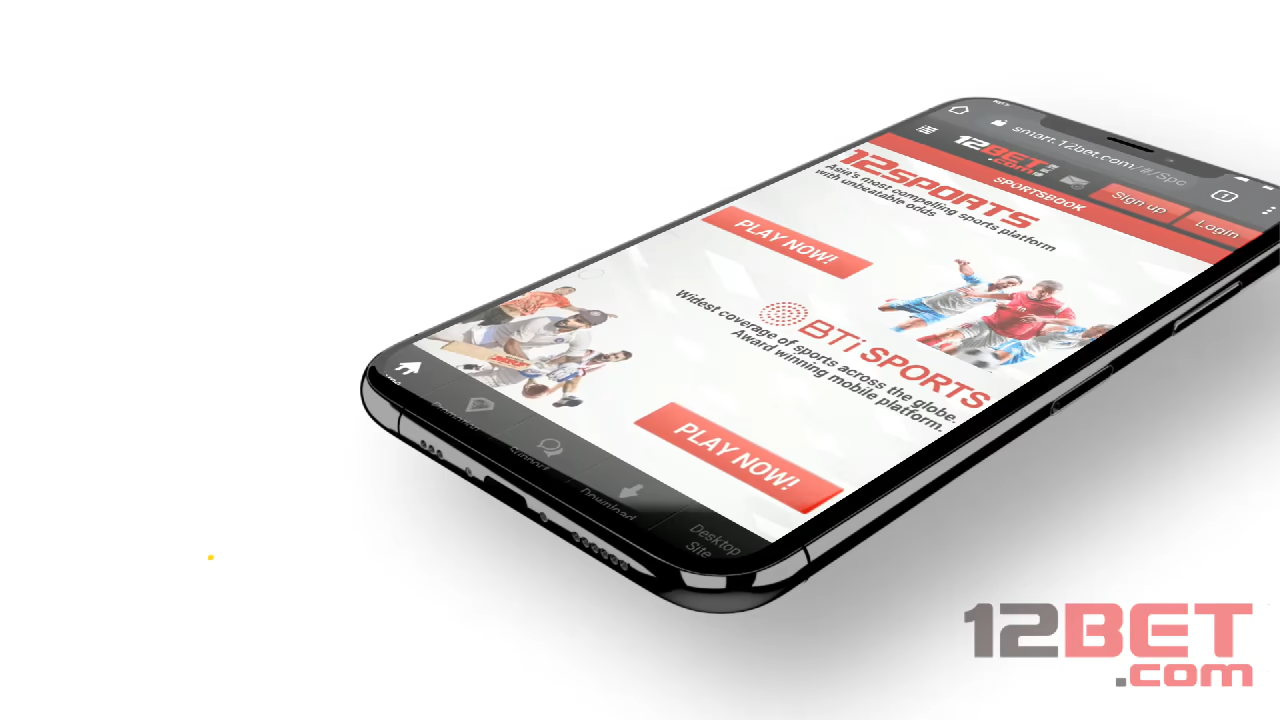 smart.12bet.com/#/Spo
1
12BET
.com
Sign up
Login
SPORTSBOOK
12SPORTS
Asia's most compelling sports platform
with unbeatable odds
PLAY NOW!
BTi SPORTS
Widest coverage of sports across the globe.
Award winning mobile platform.
PLAY NOW!
Download
Desktop
Site
12BET
.com